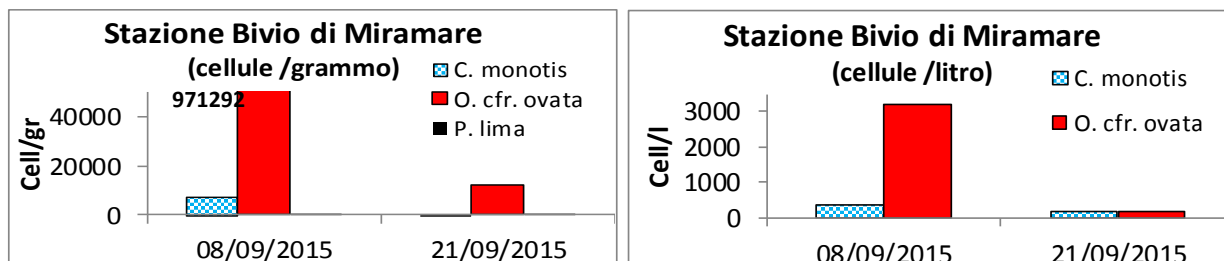 Stazione Bivio di Miramare
(cellule /grammo)
971292
C. monotis
O. cfr. ovata
P. lima
Cell/gr
40000
20000
0
08/09/2015
21/09/2015
Stazione Bivio di Miramare
(cellule /litro)
C. monotis
O. cfr. ovata
Cell/l
3000
2000
1000
0
08/09/2015
21/09/2015